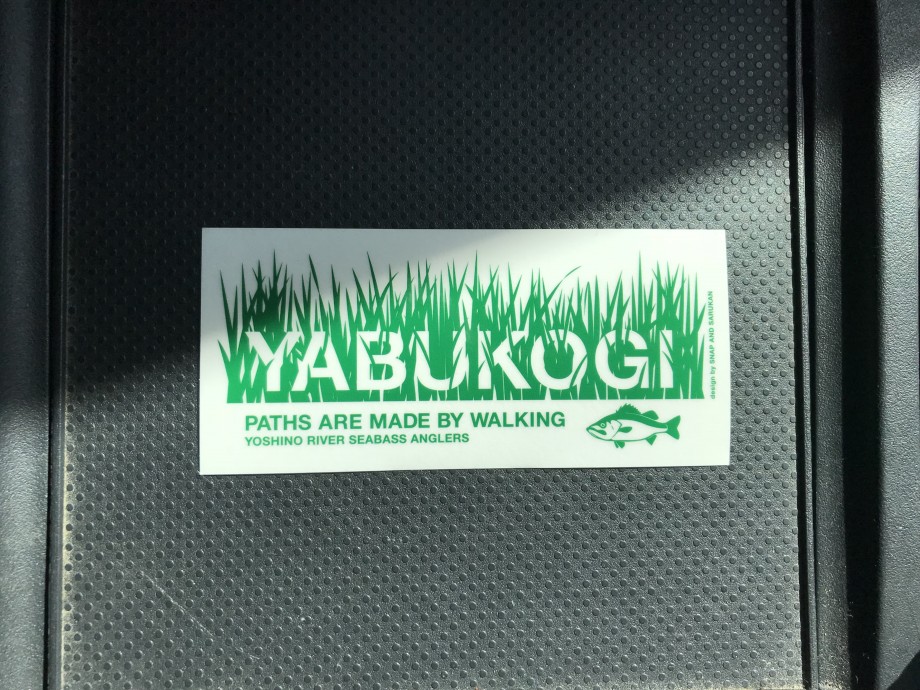 YABUKOGI
PATHS ARE MADE BY WALKING
YOSHINO RIVER SEABASS ANGLERS
design by SNAP AND SARUKAN